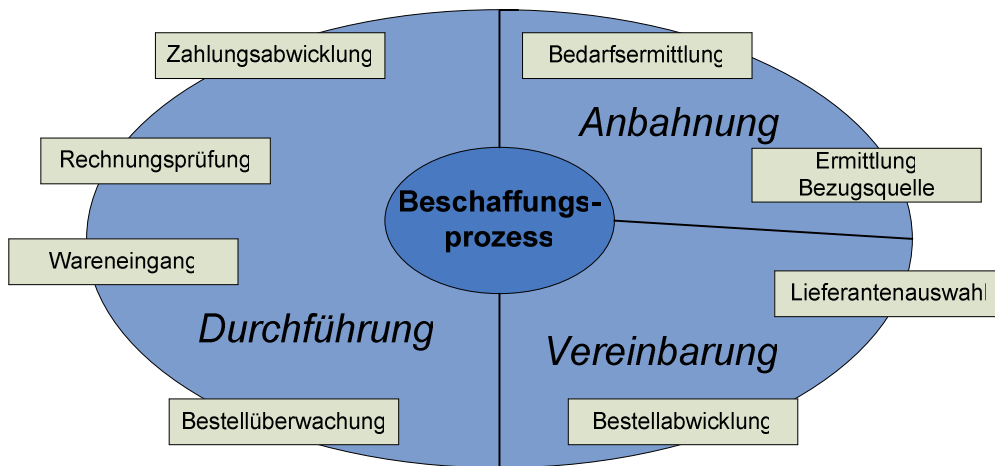 Zahlungsabwicklung
Bedarfsermittlung
Anbahnung
Rechnungsprüfung
Ermittlung
Bezugsquelle
Beschaffungs-
prozess
Wareneingang
Lieferantenauswahl
Durchführung
Vereinbarung
Bestellüberwachung
Bestellabwicklung